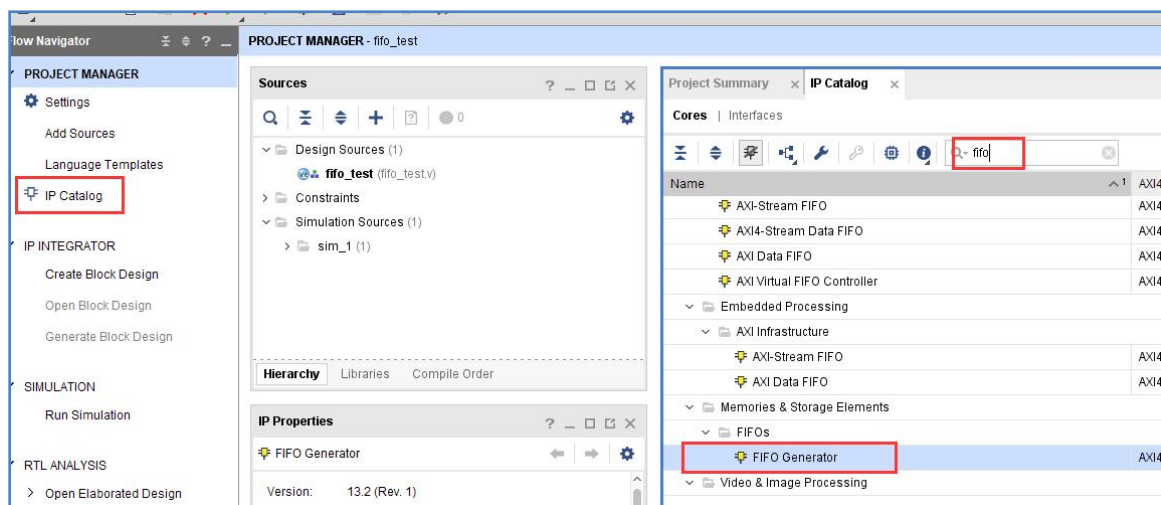 low Navigator
PROJECT MANAGER - fifo_test
PROJECT MANAGER
Settings
Add Sources
Language Templates
IP Catalog
IP INTEGRATOR
Create Block Design
Open Block Design
Generate Block Design
SIMULATION
Run Simulation
RTL ANALYSIS
Open Elaborated Design
Sources
0
Design Sources (1)
fifo_test (fifo_test.v)
Constraints
Simulation Sources (1)
sim_1 (1)
Hierarchy Libraries Compile Order
IP Properties
FIFO Generator
Version: 13.2 (Rev. 1)
Project Summary IP Catalog
Cores | Interfaces
fifo
Name 1 AXI4
AXI-Stream FIFO AXI4
AXI4-Stream Data FIFO AXI4
AXI Data FIFO AXI4
AXI Virtual FIFO Controller AXI4
Embedded Processing
AXI Infrastructure
AXI-Stream FIFO AXI4
AXI Data FIFO AXI4
Memories & Storage Elements
FIFOs
FIFO Generator AXI4
Video & Image Processing